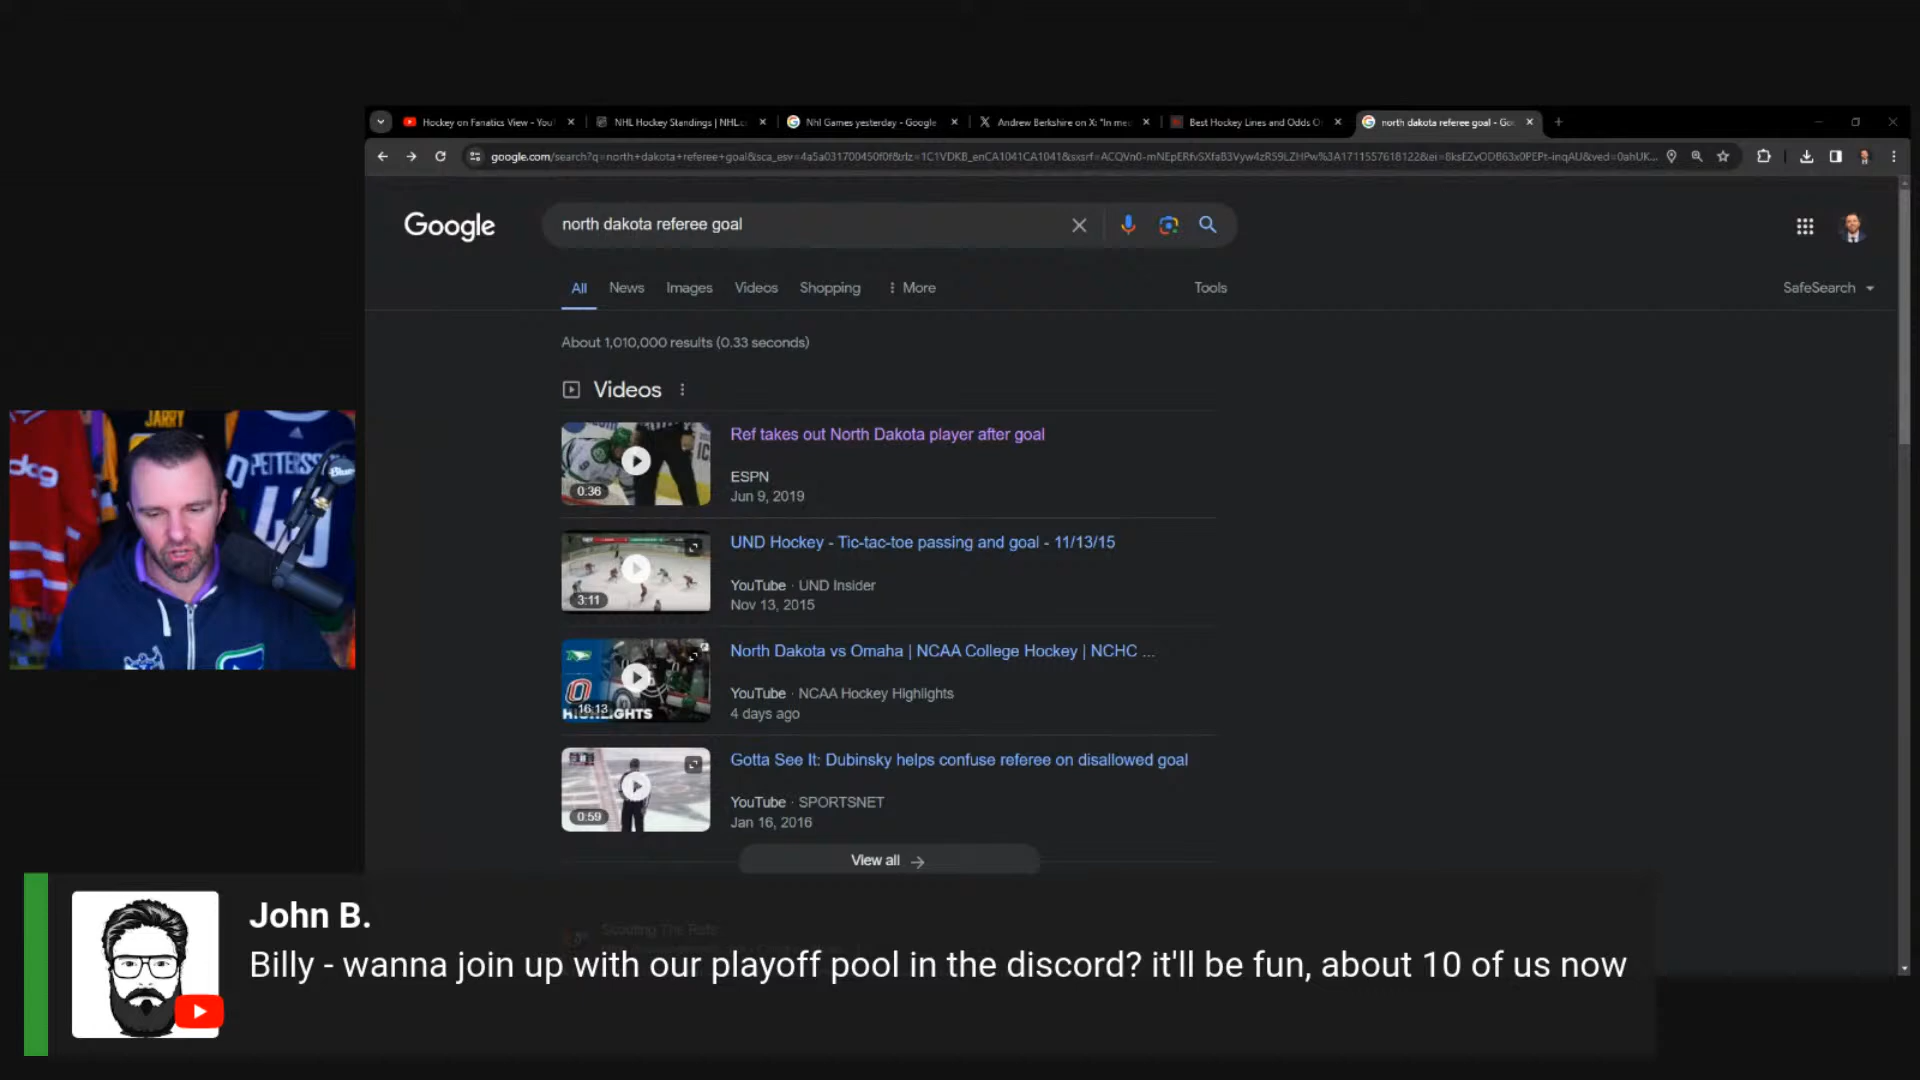 Hockey on Fanatics View - You
NHL Hockey Standings | NHL.c
Nhl Games yesterday - Google
Andrew Berkshire on X: "In me
Best Hockey Lines and Odds O
north dakota referee goal - Go
Google
north dakota referee goal
All
News
Images
Videos
Shopping
More
Tools
SafeSearch
About 1,010,000 results (0.33 seconds)
Videos
Ref takes out North Dakota player after goal
ESPN
Jun 9, 2019
0:36
UND Hockey - Tic-tac-toe passing and goal - 11/13/15
YouTube · UND Insider
Nov 13, 2015
3:11
North Dakota vs Omaha | NCAA College Hockey | NCHC ...
YouTube · NCAA Hockey Highlights
4 days ago
16:13
Gotta See It: Dubinsky helps confuse referee on disallowed goal
YouTube · SPORTSNET
Jan 16, 2016
0:59
View all
Scouting The Refs
JARRY
John B.
Billy - wanna join up with our playoff pool in the discord? it'll be fun, about 10 of us now